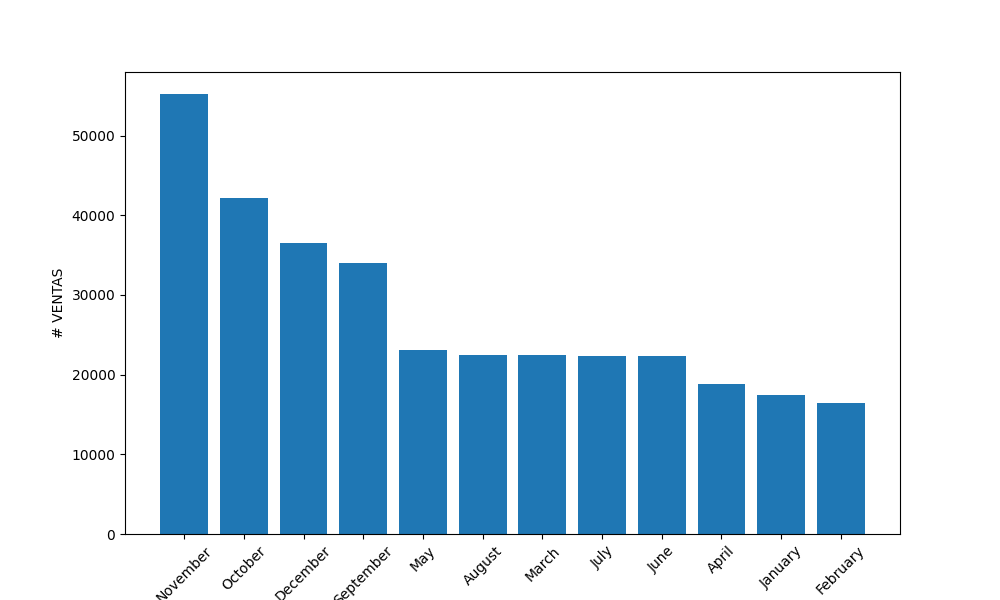 # VENTAS
50000
40000
30000
20000
10000
0
November
October
December
September
May
August
March
July
June
April
January
February